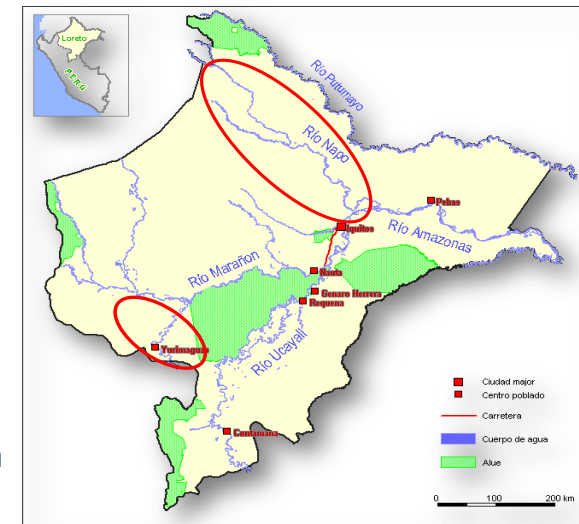 Loreto
PERÚ
Río Putumayo
Río Napo
Pebas
Iquitos
Río Amazonas
Río Marañon
Nauta
Genaro Herrera
Requena
Yurimaguas
Río Ucayali
Contamana
Ciudad major
Centro poblado
Carretera
Cuerpo de agua
Alue
0 100 200 km